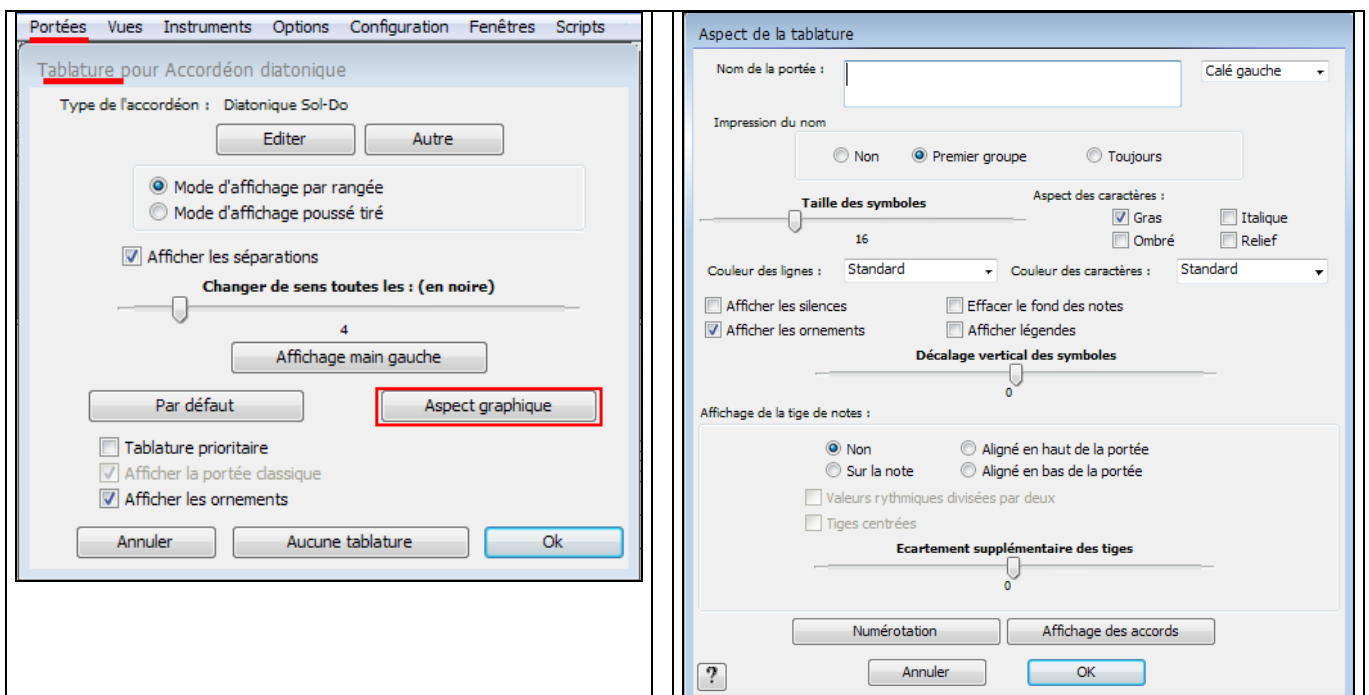 Portées Vues Instruments Options Configuration Fenêtres Scripts
Tablature pour Accordéon diatonique
Type de l'accordéon : Diatonique Sol-Do
Editer Autre
Mode d'affichage par rangée
Mode d'affichage poussé tiré
Afficher les séparations
Changer de sens toutes les : (en noire)
4
Affichage main gauche
Par défaut Aspect graphique
Tablature prioritaire
Afficher la portée classique
Afficher les ornements
Annuler Aucune tablature Ok
Aspect de la tablature
Nom de la portée : Calé gauche
Impression du nom
Non Premier groupe Toujours
Taille des symboles Aspect des caractères :
Gras Italique
16 Ombré Relief
Couleur des lignes : Standard Couleur des caractères : Standard
Afficher les silences Effacer le fond des notes
Afficher les ornements Afficher légendes
Décalage vertical des symboles
0
Affichage de la tige de notes :
Non Aligné en haut de la portée
Sur la note Aligné en bas de la portée
Valeurs rythmiques divisées par deux
Tiges centrées
Ecartement supplémentaire des tiges
0
Numérotation Affichage des accords
? Annuler OK